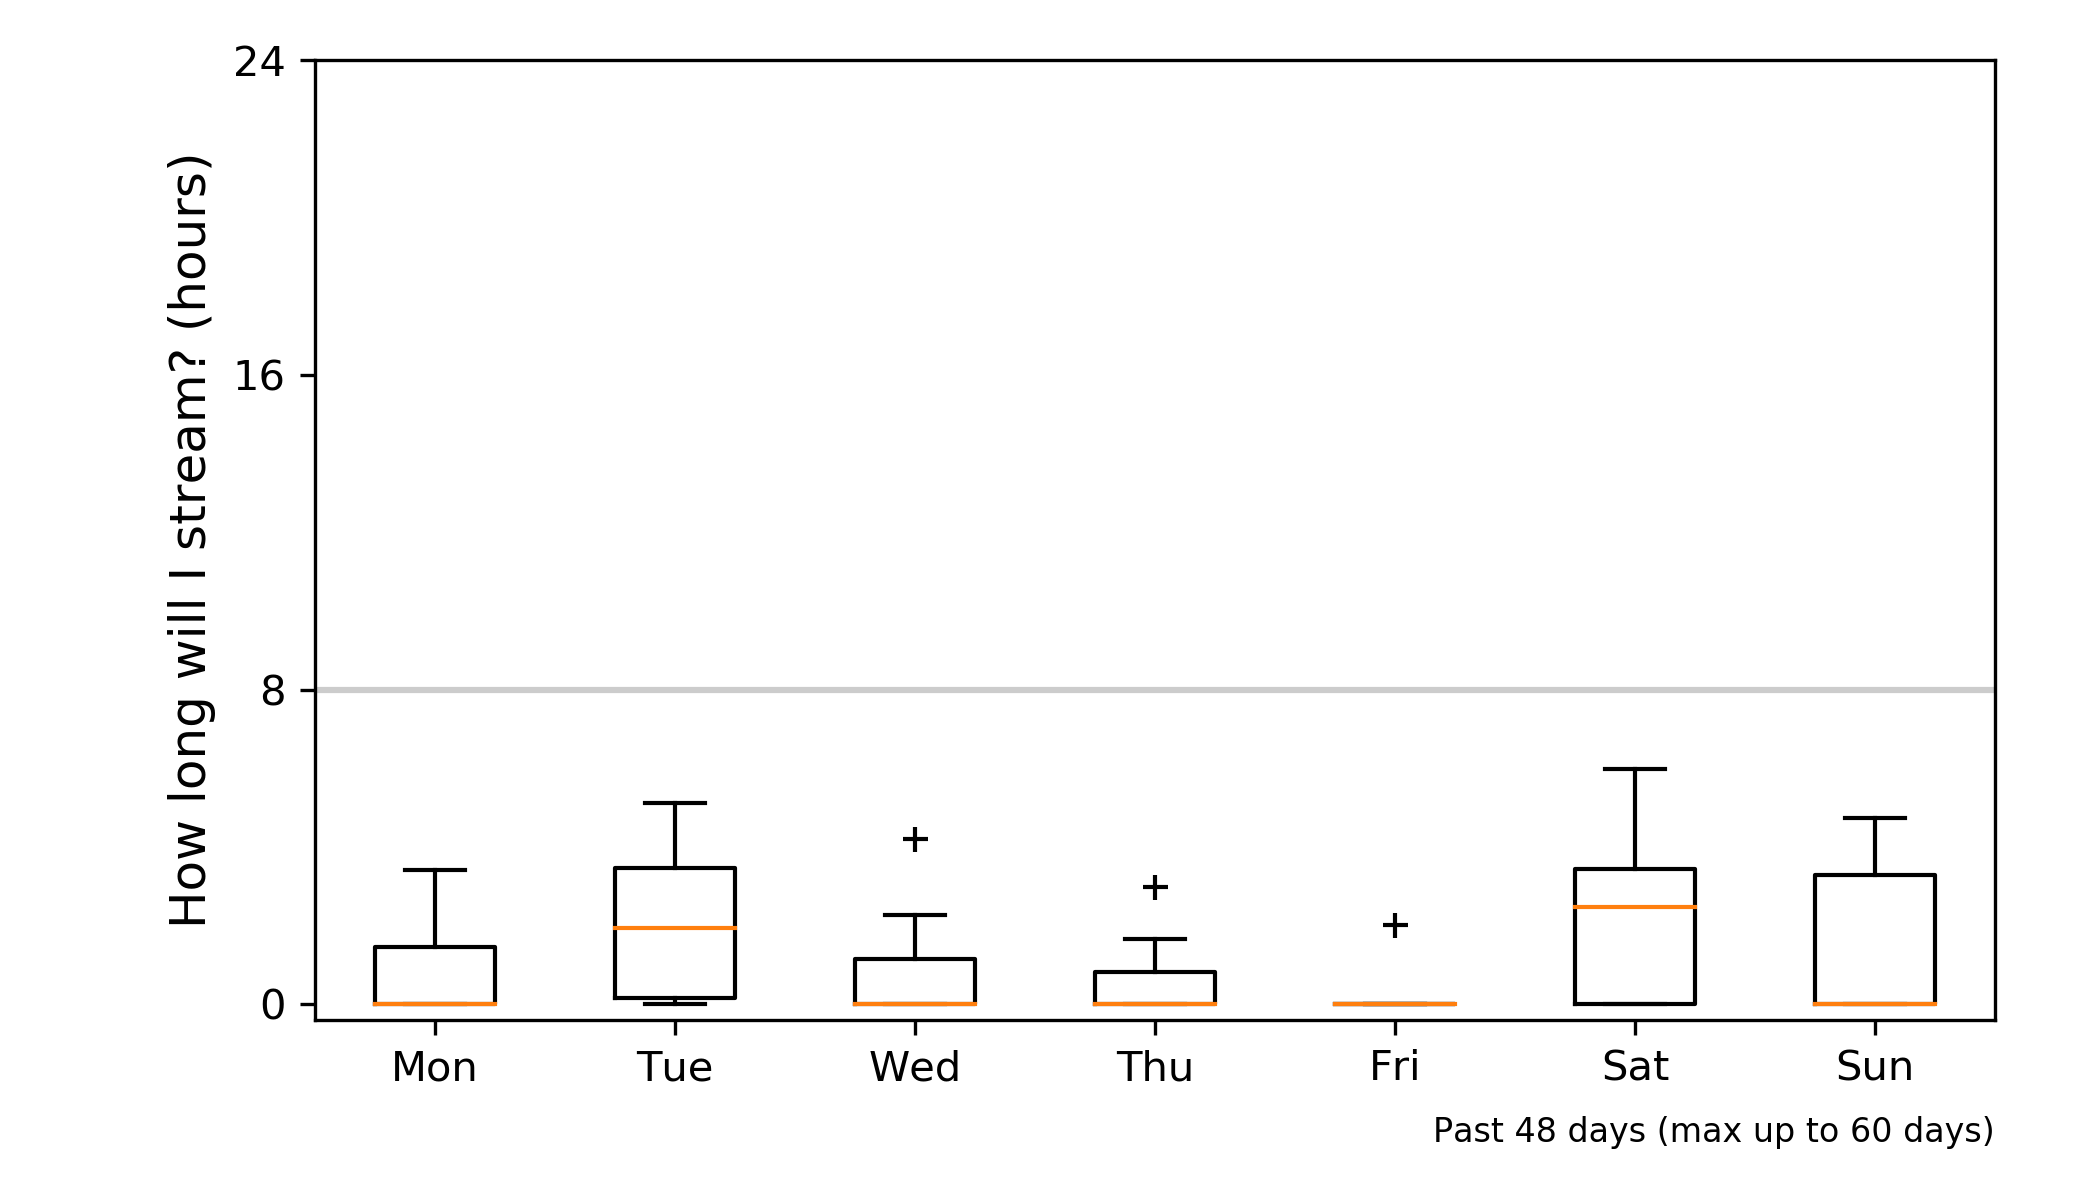 How long will I stream? (hours)
24
16
8
0
Mon Tue Wed Thu Fri Sat Sun
Past 48 days (max up to 60 days)